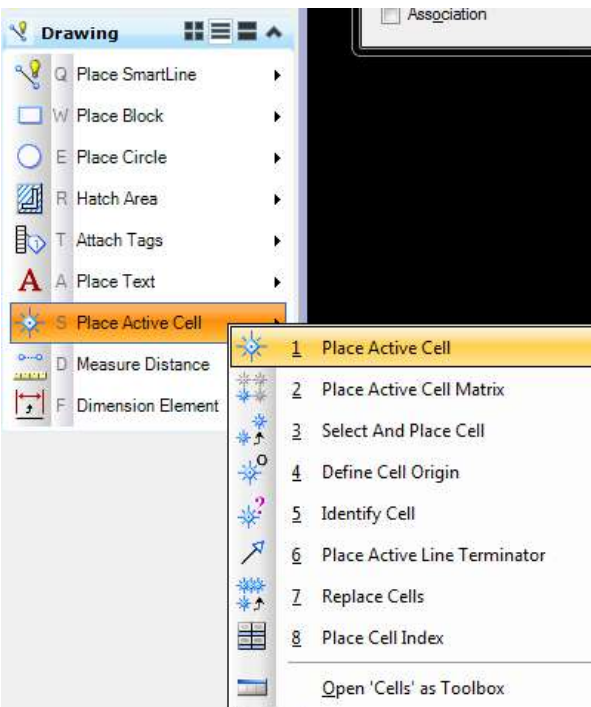 Association
Drawing
Q Place SmartLine
W Place Block
E Place Circle
R Hatch Area
T Attach Tags
A Place Text
S Place Active Cell
D Measure Distance
F Dimension Element
1 Place Active Cell
2 Place Active Cell Matrix
3 Select And Place Cell
4 Define Cell Origin
5 Identify Cell
6 Place Active Line Terminator
7 Replace Cells
8 Place Cell Index
Open 'Cells' as Toolbox